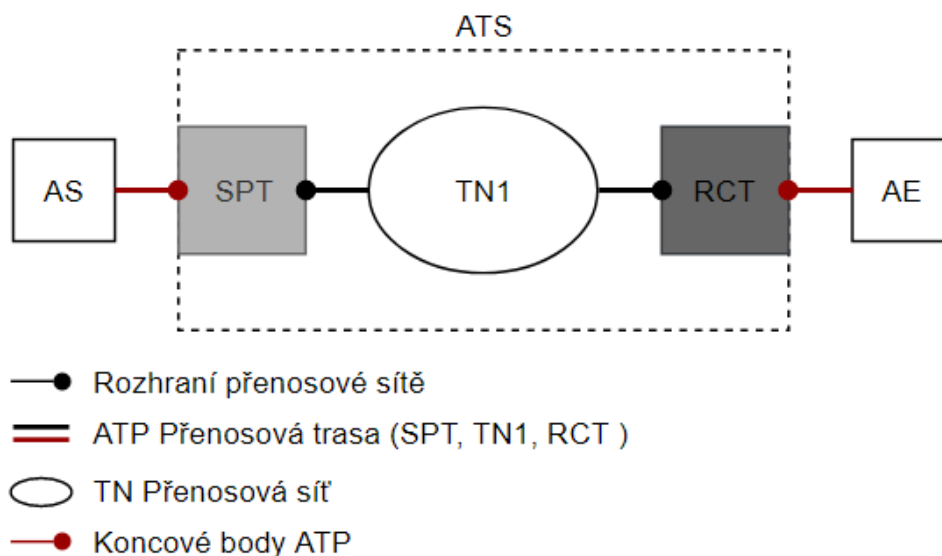 ATS
AS SPT TN1 RCT AE
Rozhraní přenosové sítě
ATP Přenosová trasa (SPT, TN1, RCT )
TN Přenosová síť
Koncové body ATP